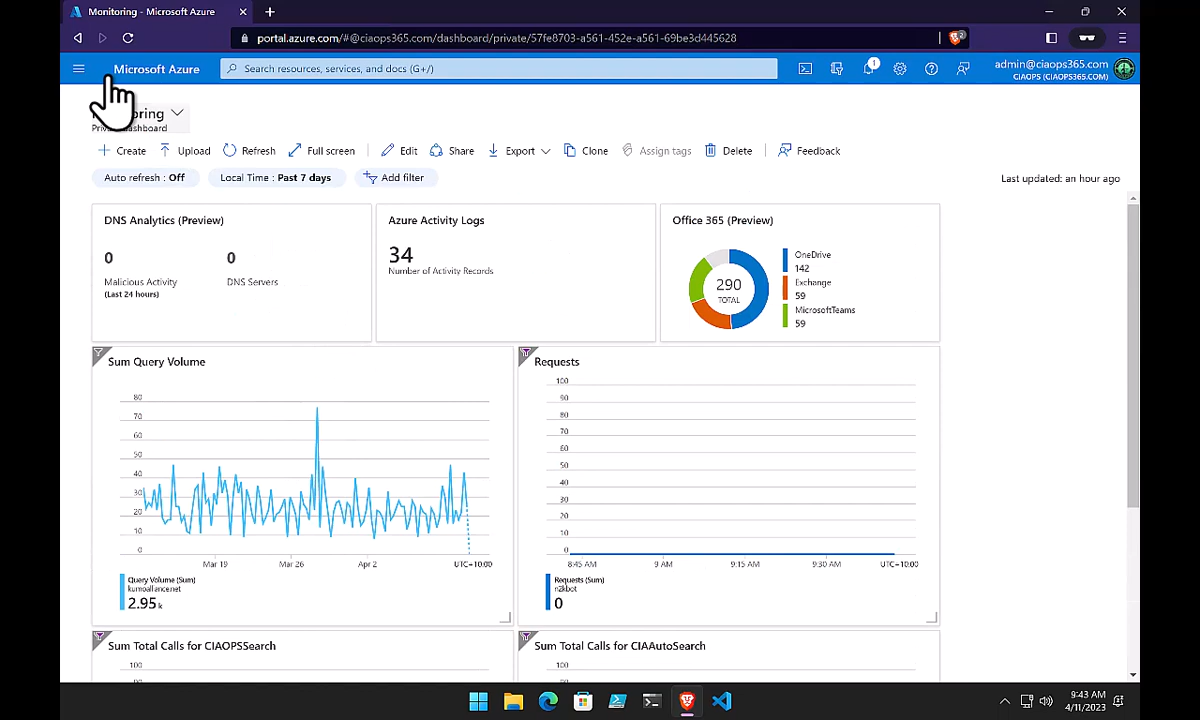 Monitoring - Microsoft Azure
portal.azure.com/#@ciaops365.com/dashboard/private/57fe8703-a561-452e-a561-69be3d445628
2
Microsoft Azure
Search resources, services, and docs (G+/)
1
admin@ciaops365.com
CIAOPS (CIAOPS365.COM)
oring
Private dashboard
Create Upload Refresh Full screen Edit Share Export Clone Assign tags Delete Feedback
Auto refresh : Off Local Time : Past 7 days Add filter
Last updated: an hour ago
DNS Analytics (Preview)
0 0
Malicious Activity DNS Servers
(Last 24 hours)
Azure Activity Logs
34
Number of Activity Records
Office 365 (Preview)
290
TOTAL
OneDrive
142
Exchange
59
MicrosoftTeams
59
Sum Query Volume
80
70
60
50
40
30
20
10
0
Mar 19 Mar 26 Apr 2 UTC+10:00
Query Volume (Sum)
kumoalliance.net
2.95 k
Requests
100
90
80
70
60
50
40
30
20
10
0
8:45 AM 9 AM 9:15 AM 9:30 AM UTC+10:00
Requests (Sum)
n2kbot
0
Sum Total Calls for CIAOPSSearch
100
Sum Total Calls for CIAAutoSearch
100
9:43 AM
4/11/2023